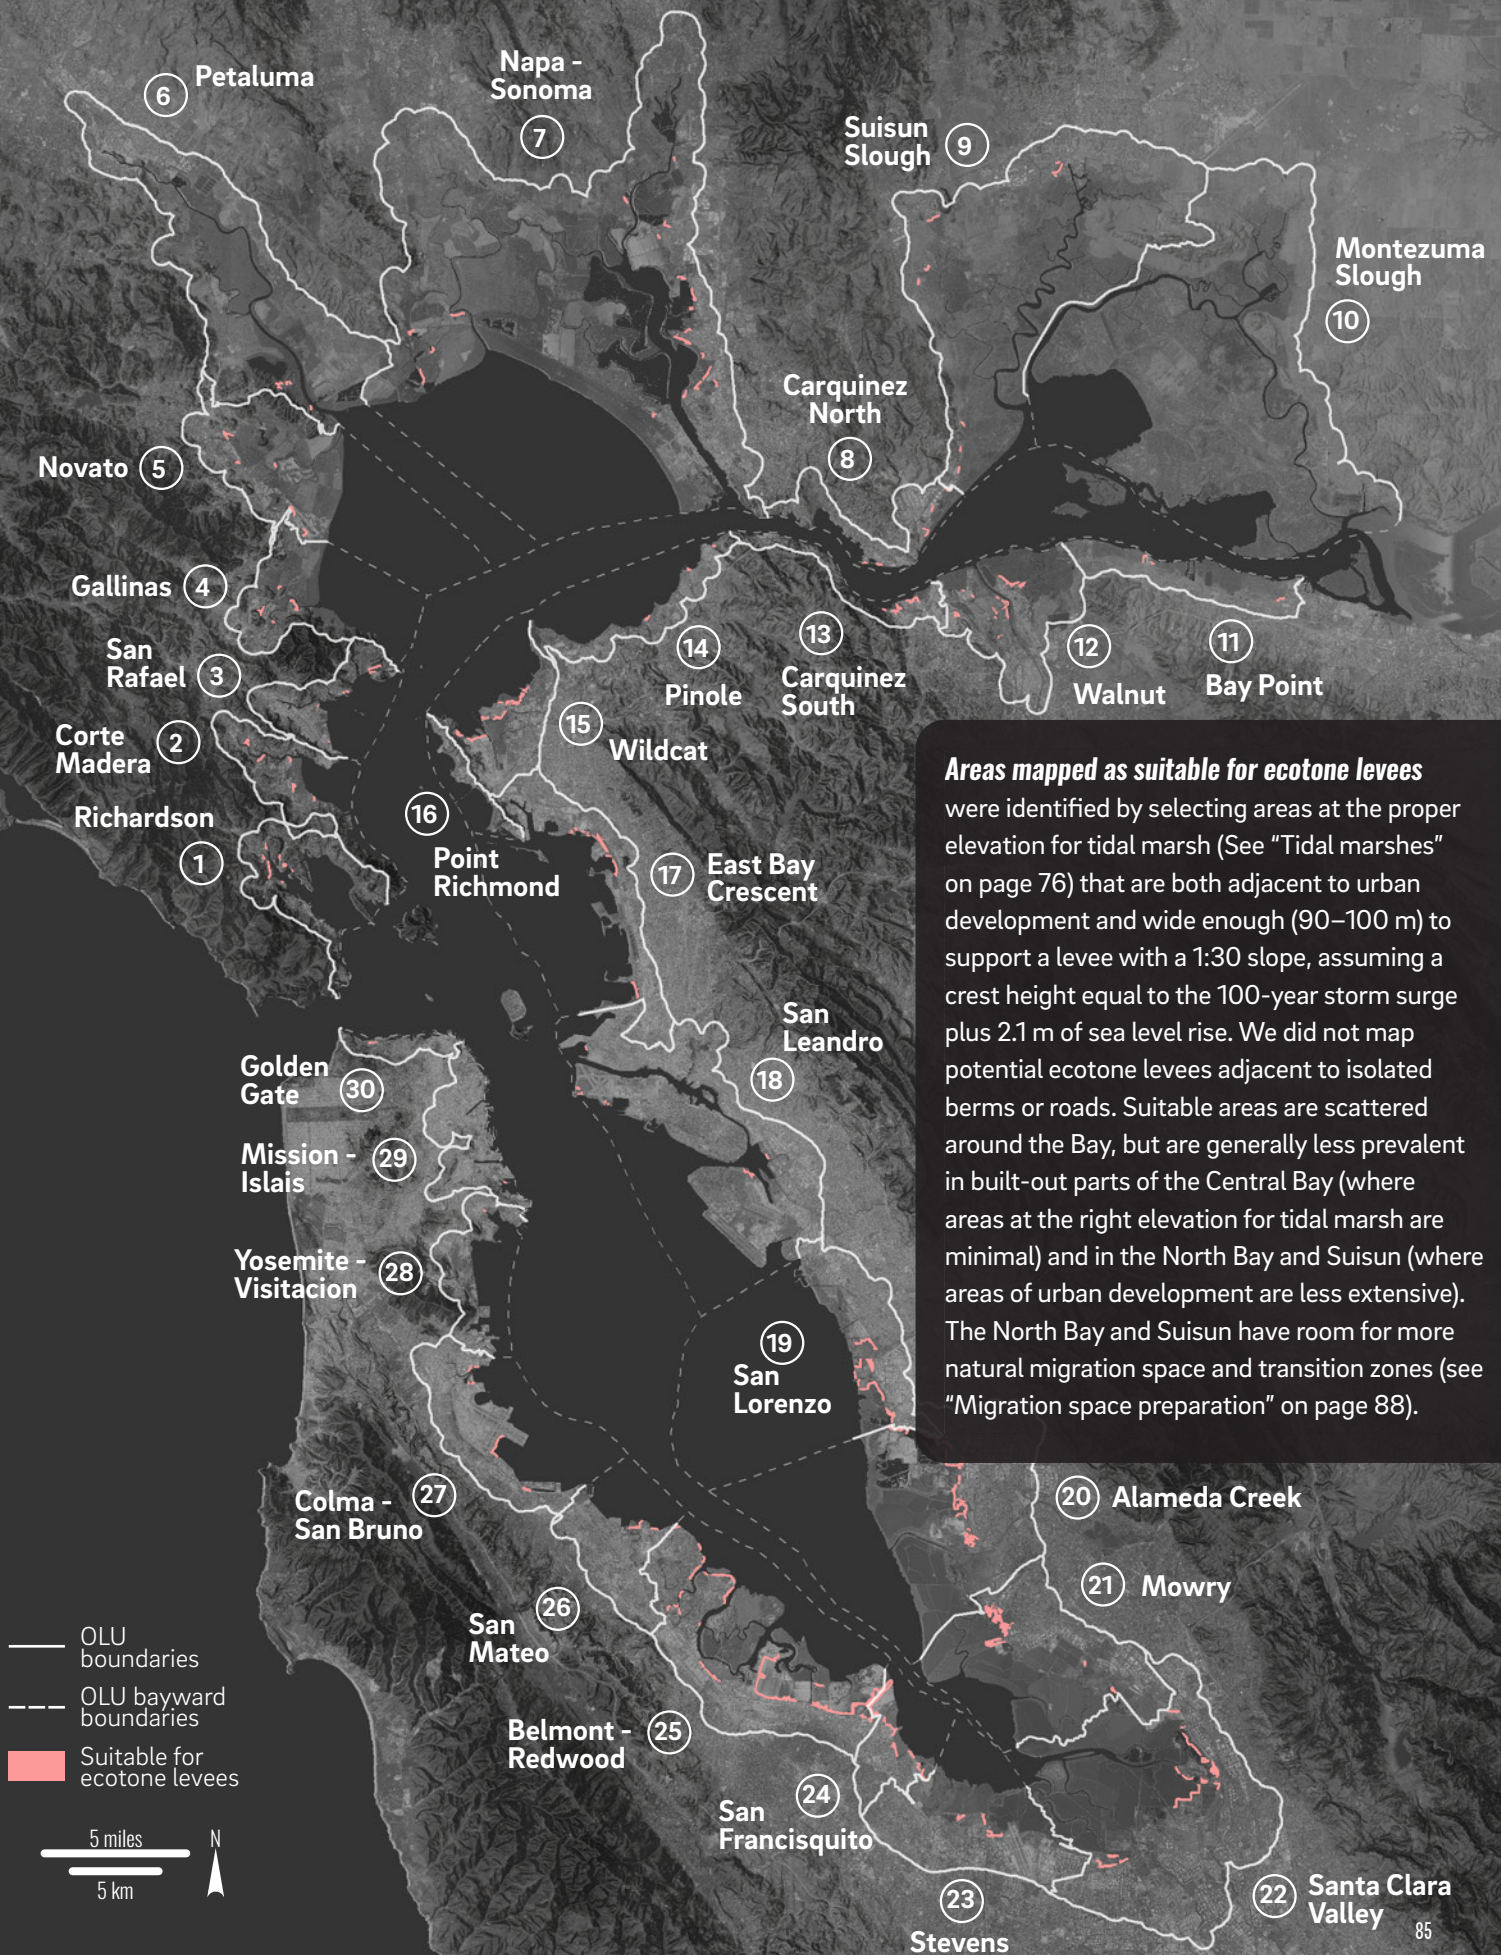 6 Petaluma
Napa -
Sonoma
7
Suisun
Slough 9
Montezuma
Slough
10
Carquinez
North
8
Novato 5
Gallinas 4
San
Rafael 3
14
Pinole
13
Carquinez
South
12
Walnut
11
Bay Point
Corte
Madera 2
15
Wildcat
Richardson
1
16
Point
Richmond
17 East Bay
Crescent
Areas mapped as suitable for ecotone levees
were identified by selecting areas at the proper
elevation for tidal marsh (See “Tidal marshes”
on page 76) that are both adjacent to urban
development and wide enough (90–100 m) to
support a levee with a 1:30 slope, assuming a
crest height equal to the 100-year storm surge
plus 2.1 m of sea level rise. We did not map
potential ecotone levees adjacent to isolated
berms or roads. Suitable areas are scattered
around the Bay, but are generally less prevalent
in built-out parts of the Central Bay (where
areas at the right elevation for tidal marsh are
minimal) and in the North Bay and Suisun (where
areas of urban development are less extensive).
The North Bay and Suisun have room for more
natural migration space and transition zones (see
“Migration space preparation” on page 88).
San
Leandro
18
Golden
Gate 30
Mission -
Islais
29
Yosemite -
Visitacion
28
19
San
Lorenzo
Colma -
San Bruno
27
20 Alameda Creek
21 Mowry
26
San
Mateo
Belmont -
Redwood
25
24
San
Francisquito
23
Stevens
22 Santa Clara
Valley
OLU
boundaries
OLU bayward
boundaries
Suitable for
ecotone levees
5 miles
5 km
N
85